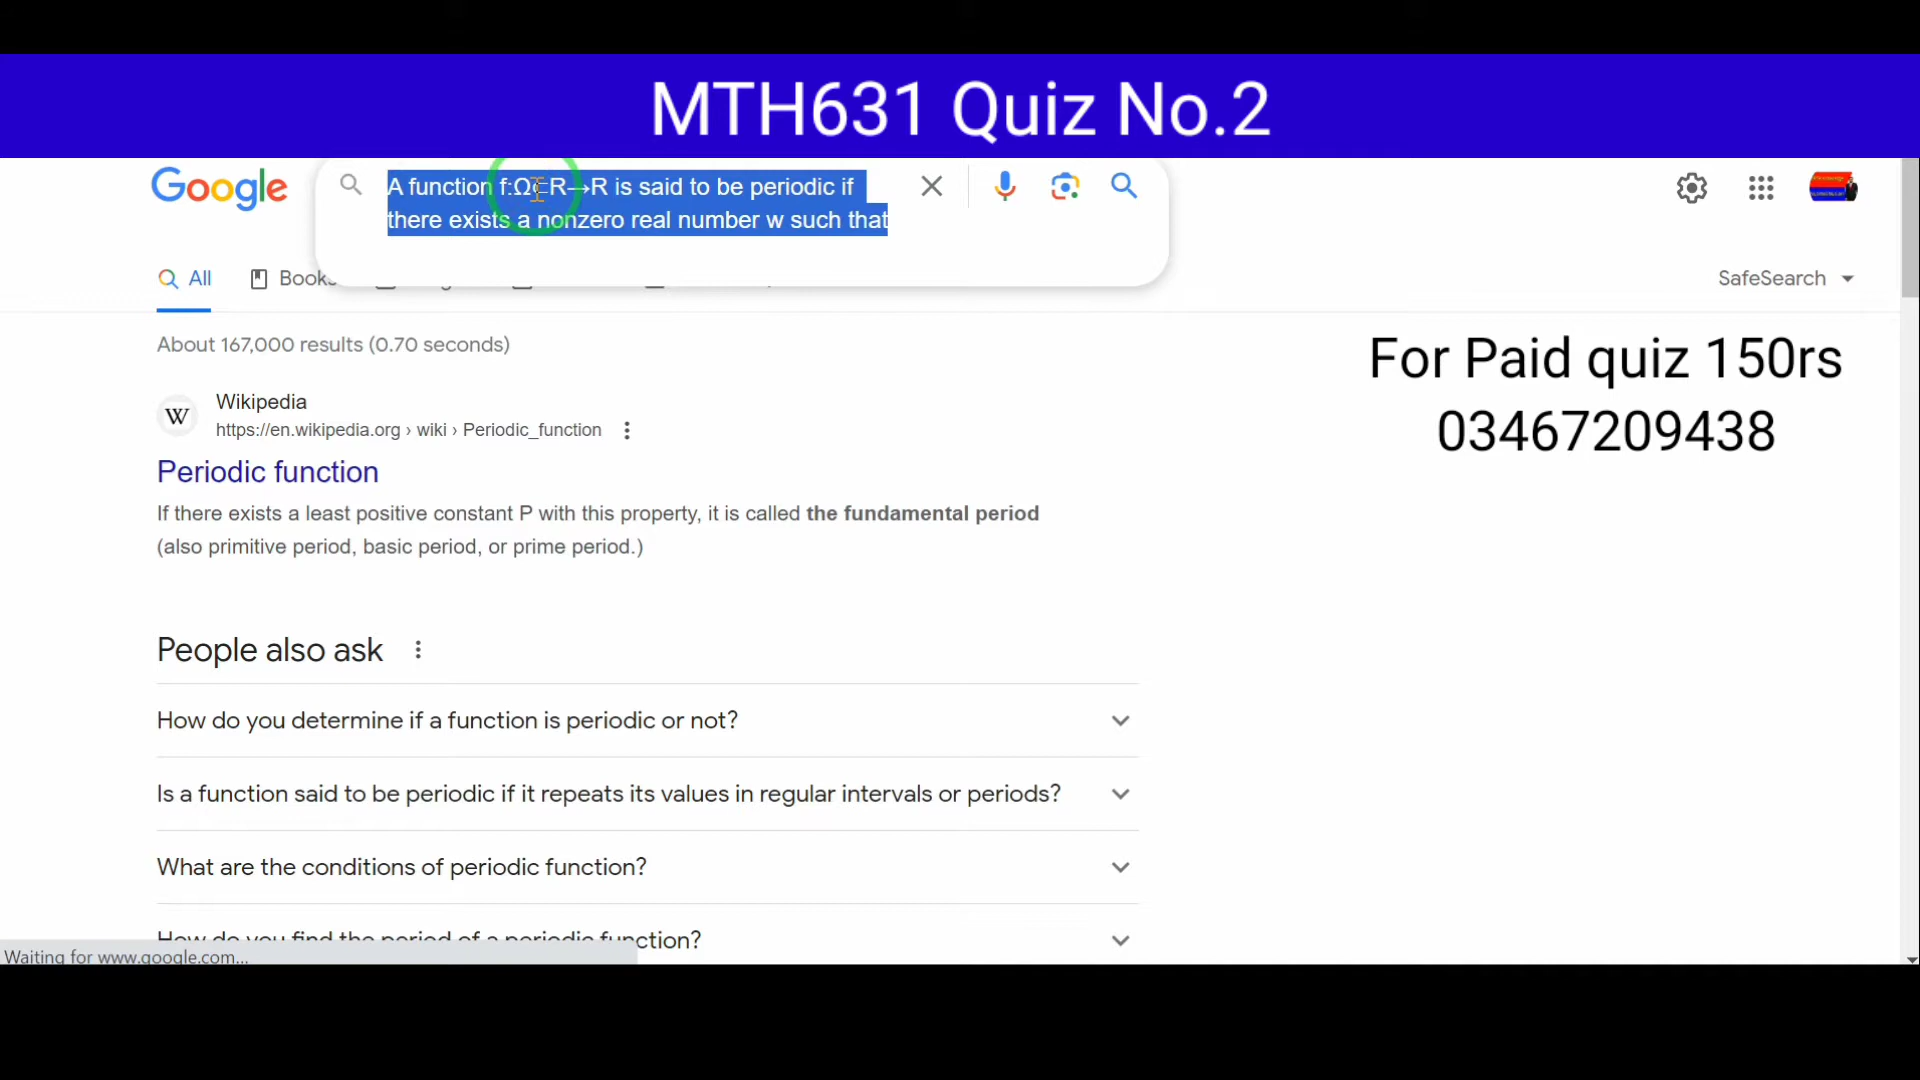 MTH631 Quiz No.2
Google
A function f:Ω⊂R→R is said to be periodic if
there exists a nonzero real number w such that
All
Books
SafeSearch
About 167,000 results (0.70 seconds)
For Paid quiz 150rs
03467209438
W
Wikipedia
https://en.wikipedia.org › wiki › Periodic_function
Periodic function
If there exists a least positive constant P with this property, it is called the fundamental period
(also primitive period, basic period, or prime period.)
People also ask
How do you determine if a function is periodic or not?
Is a function said to be periodic if it repeats its values in regular intervals or periods?
What are the conditions of periodic function?
How do you find the period of a periodic function?
Waiting for www.google.com...